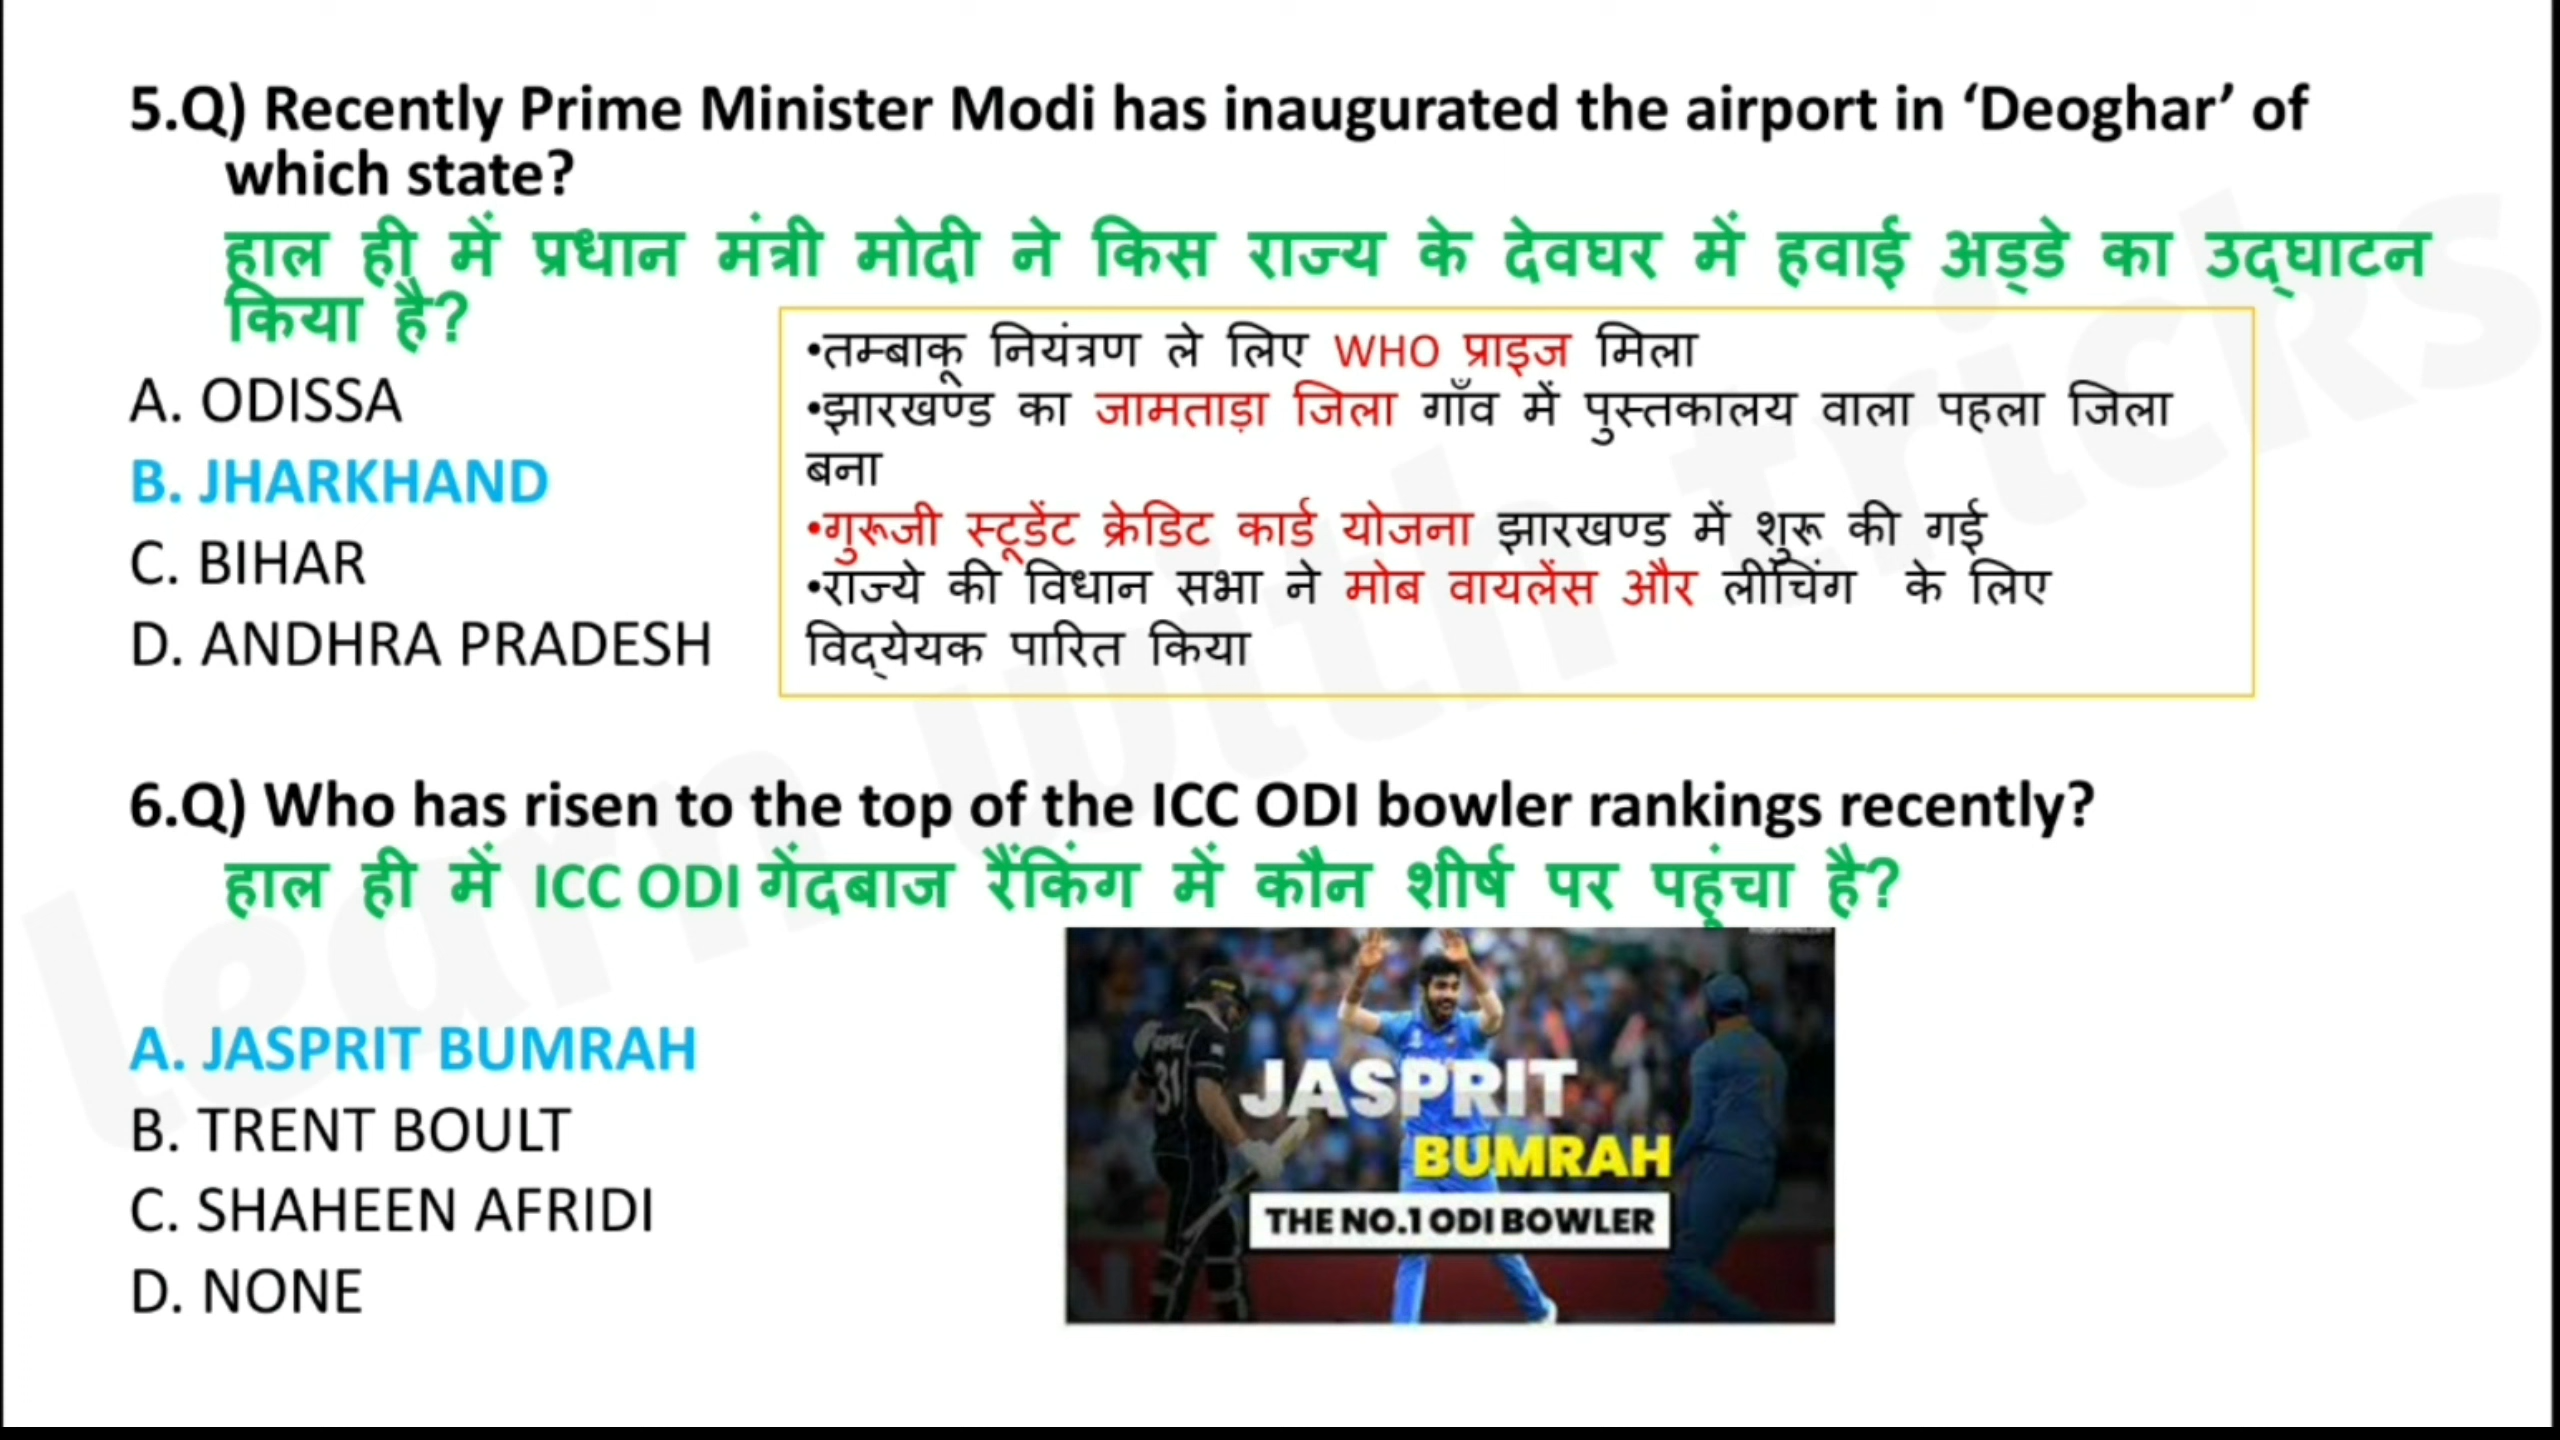 5.Q) Recently Prime Minister Modi has inaugurated the airport in ‘Deoghar’ of
which state?
हाल ही में प्रधान मंत्री मोदी ने किस राज्य के देवघर में हवाई अड्डे का उद्घाटन
किया है?
A. ODISSA
B. JHARKHAND
C. BIHAR
D. ANDHRA PRADESH
•तम्बाकू नियंत्रण ले लिए WHO प्राइज मिला
•झारखण्ड का जामताड़ा जिला गाँव में पुस्तकालय वाला पहला जिला
बना
•गुरूजी स्टूडेंट क्रेडिट कार्ड योजना झारखण्ड में शुरू की गई
•राज्ये की विधान सभा ने मोब वायलेंस और लीचिंग के लिए
विद्येयक पारित किया
6.Q) Who has risen to the top of the ICC ODI bowler rankings recently?
हाल ही में ICC ODI गेंदबाज रैंकिंग में कौन शीर्ष पर पहुंचा है?
A. JASPRIT BUMRAH
B. TRENT BOULT
C. SHAHEEN AFRIDI
D. NONE
31
JASPRIT
BUMRAH
THE NO.1 ODI BOWLER
learn with tricks